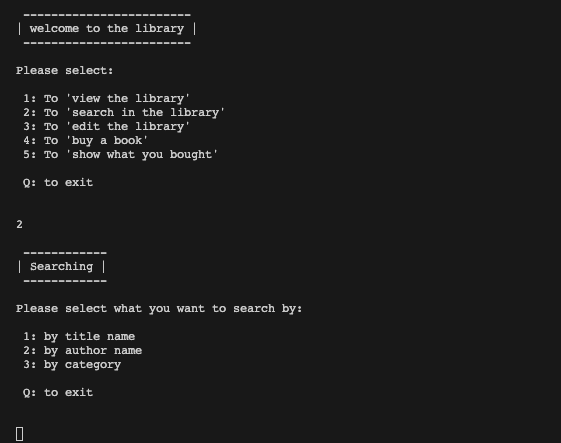 ------------------------
| welcome to the library |
------------------------
Please select:
1: To 'view the library'
2: To 'search in the library'
3: To 'edit the library'
4: To 'buy a book'
5: To 'show what you bought'
Q: to exit
2
------------
| Searching |
------------
Please select what you want to search by:
1: by title name
2: by author name
3: by category
Q: to exit